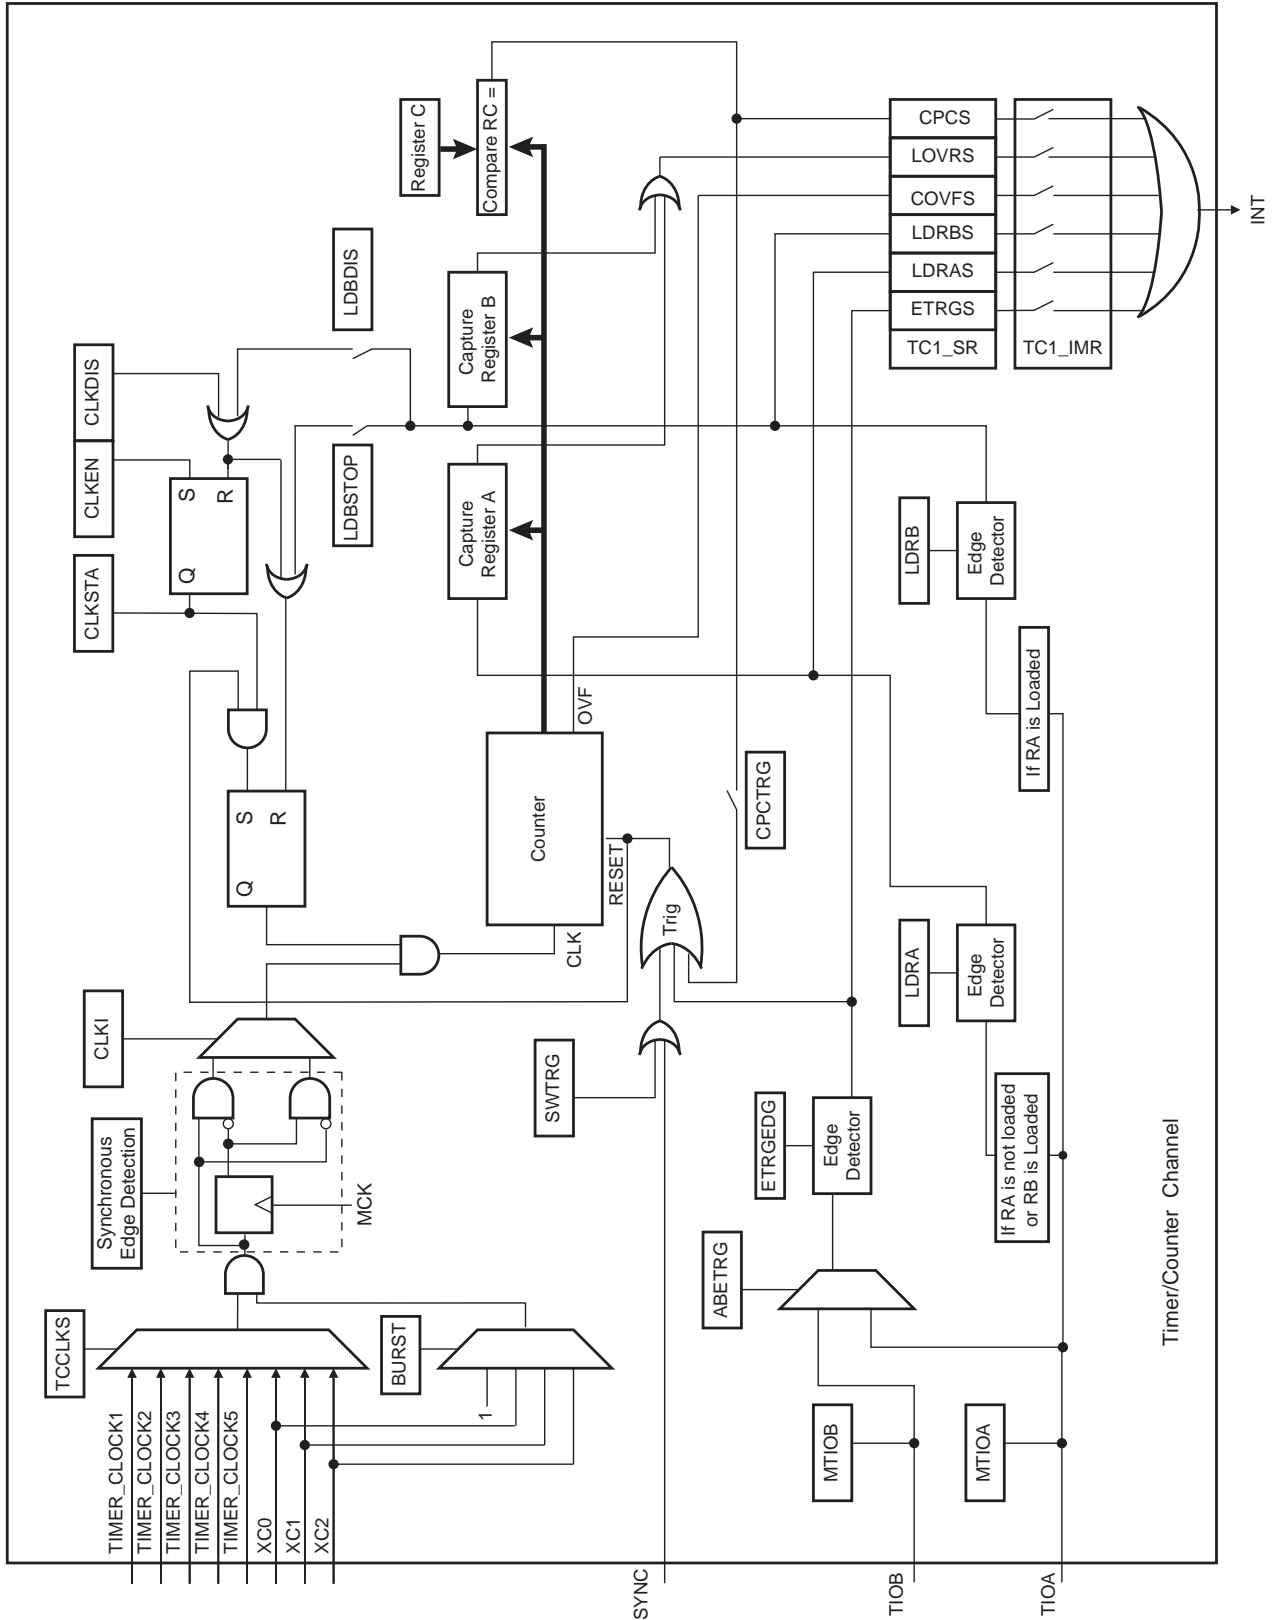 TCCLKS
TIMER_CLOCK1
TIMER_CLOCK2
TIMER_CLOCK3
TIMER_CLOCK4
TIMER_CLOCK5
XC0
XC1
XC2
BURST
1
Synchronous
Edge Detection
MCK
CLKI
CLKSTA
CLKEN
CLKDIS
Q
S
R
Q
S
R
LDBSTOP
LDBDIS
Register C
Capture
Register A
Capture
Register B
Compare RC =
Counter
CLK
OVF
RESET
SWTRG
Trig
CPCTRG
SYNC
ABETRG
ETRGEDG
Edge
Detector
MTIOB
TIOB
MTIOA
TIOA
LDRA
Edge
Detector
If RA is not loaded
or RB is Loaded
LDRB
Edge
Detector
If RA is Loaded
CPCS
LOVRS
COVFS
LDRBS
LDRAS
ETRGS
TC1_SR
TC1_IMR
INT
Timer/Counter Channel